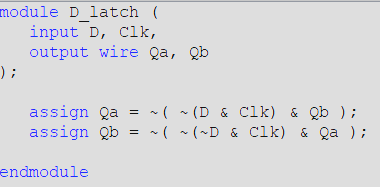 module D_latch (
input D, Clk,
output wire Qa, Qb
);
assign Qa = ~( ~(D & Clk) & Qb );
assign Qb = ~( ~(~D & Clk) & Qa );
endmodule